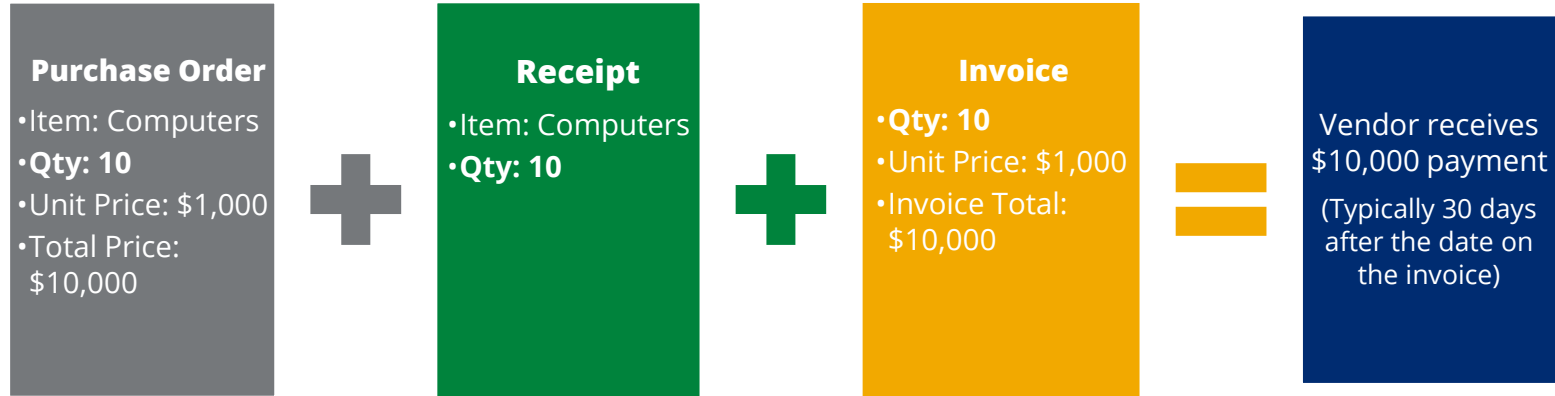 Purchase Order
•Item: Computers
•Qty: 10
•Unit Price: $1,000
•Total Price:
$10,000
Receipt
•Item: Computers
•Qty: 10
Invoice
•Qty: 10
•Unit Price: $1,000
•Invoice Total:
$10,000
Vendor receives
$10,000 payment
(Typically 30 days
after the date on
the invoice)